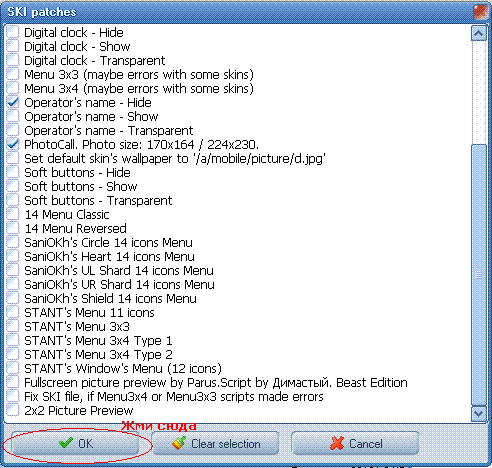 SKI patches
Digital clock - Hide
Digital clock - Show
Digital clock - Transparent
Menu 3x3 (maybe errors with some skins)
Menu 3x4 (maybe errors with some skins)
Operator's name - Hide
Operator's name - Show
Operator's name - Transparent
PhotoCall. Photo size: 170x164 / 224x230.
Set default skin's wallpaper to '/a/mobile/picture/d.jpg'
Soft buttons - Hide
Soft buttons - Show
Soft buttons - Transparent
14 Menu Classic
14 Menu Reversed
SaniOKh's Circle 14 icons Menu
SaniOKh's Heart 14 icons Menu
SaniOKh's UL Shard 14 icons Menu
SaniOKh's UR Shard 14 icons Menu
SaniOKh's Shield 14 icons Menu
STANT's Menu 11 icons
STANT's Menu 3x3
STANT's Menu 3x4 Type 1
STANT's Menu 3x4 Type 2
STANT's Window's Menu (12 icons)
Fullscreen picture preview by Parus.Script by Димастый. Beast Edition
Fix SKI file, if Menu3x4 or Menu3x3 scripts made errors
2x2 Picture Preview
Жми сюда
OK Clear selection Cancel